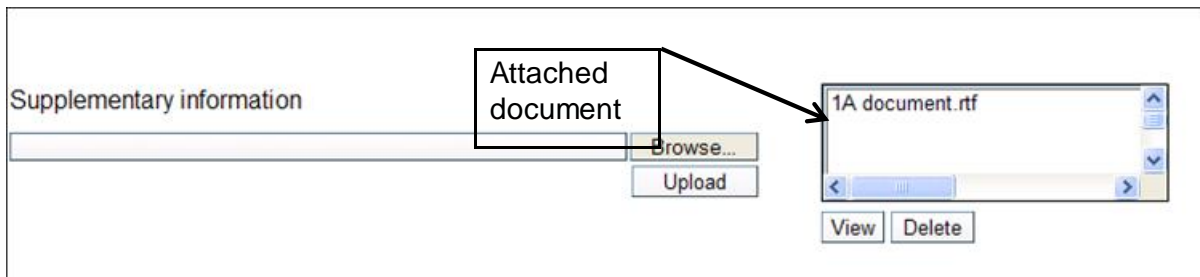 Attached
document
Supplementary information
1A document.rtf
Browse...
Upload
View Delete